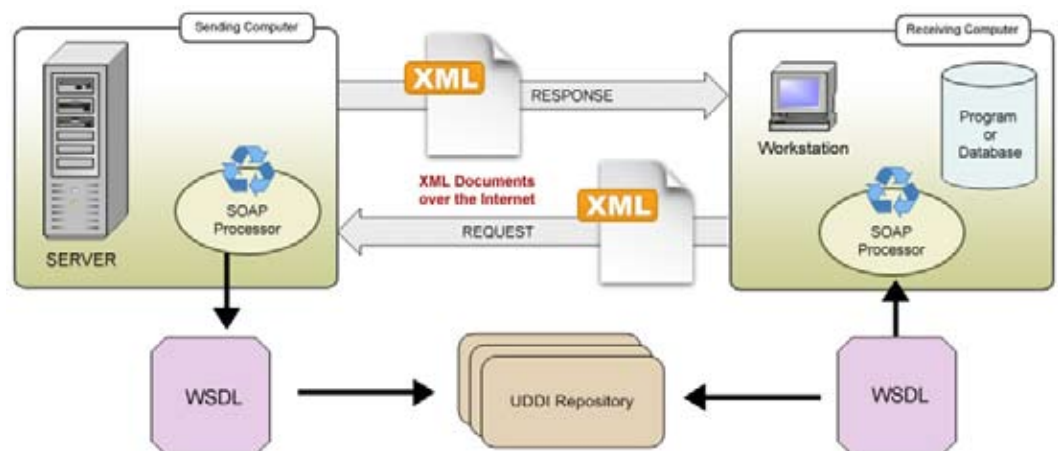 Sending Computer
Receiving Computer
XML
RESPONSE
Program
or
Database
Workstation
XML Documents
over the Internet
XML
SOAP
Processor
REQUEST
SOAP
Processor
SERVER
WSDL
UDDI Repository
WSDL